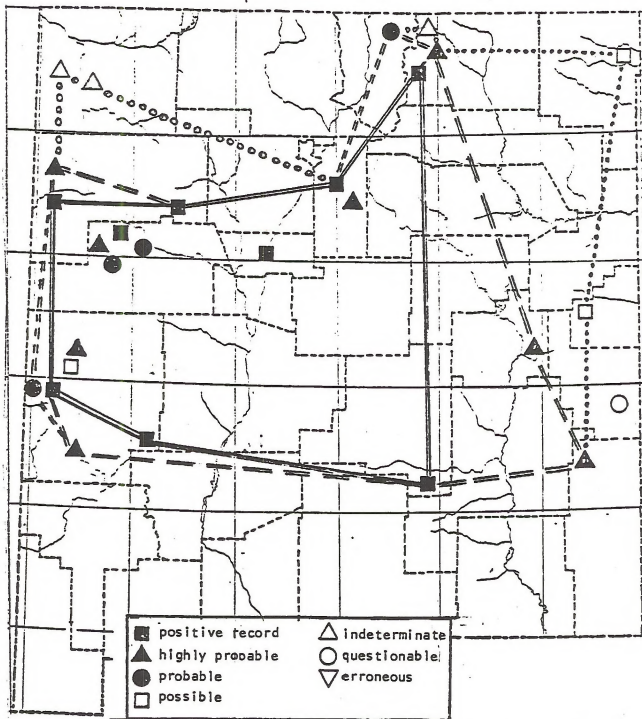 positive record
highly probable
probable
possible
indeterminate
questionable
erroneous